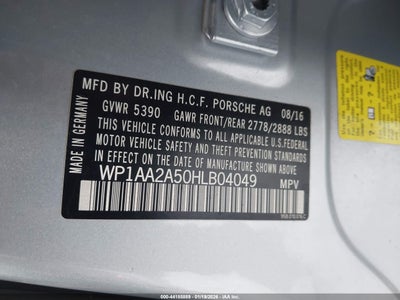 MFD BY DR.ING H.C.F. PORSCHE AG 08/16
GVWR 5390 GAWR FRONT/REAR 2778/2888 LBS
THIS VEHICLE CONFORMS TO ALL APPLICABLE U.S.FEDERAL
MOTOR VEHICLE SAFETY AND THEFT PREVENTION STANDARDS
IN EFFECT ON THE DATE OF MANUFACTURE SHOWN ABOVE
WP1AA2A50HLB04049 MPV
MADE IN GERMANY